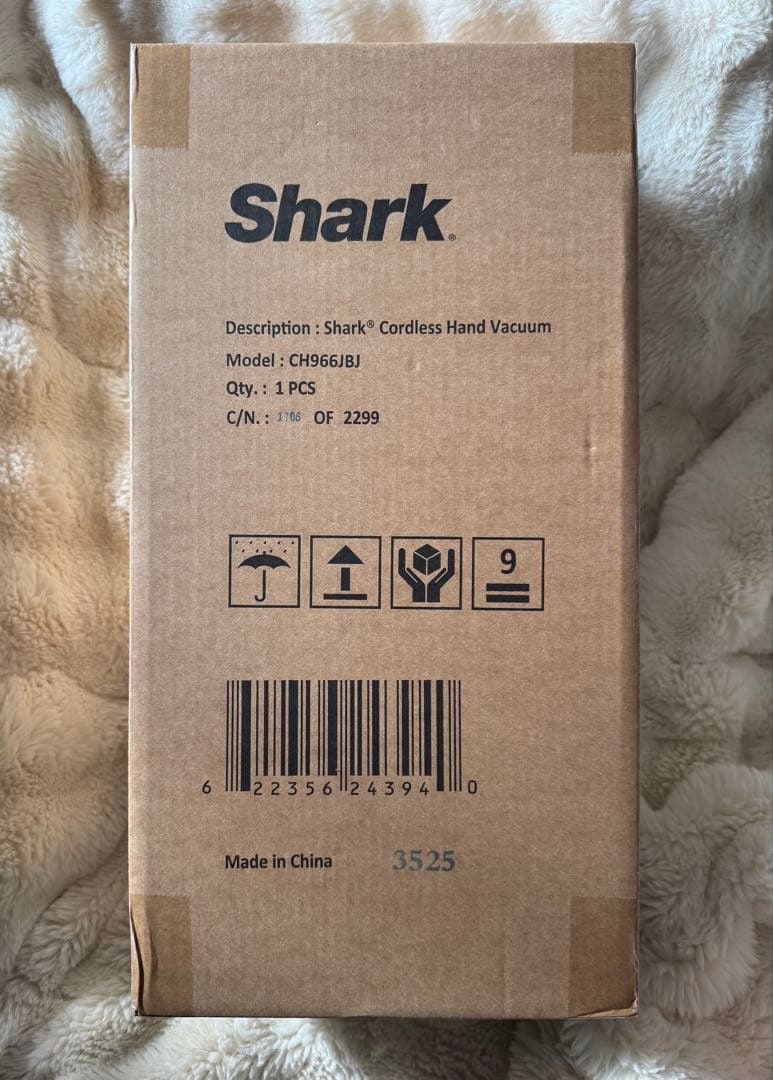 Shark®
Description : Shark® Cordless Hand Vacuum
Model : CH966JBJ
Qty. : 1 PCS
C/N. : 1106 OF 2299
9
6 22356 24394 0
Made in China 3525